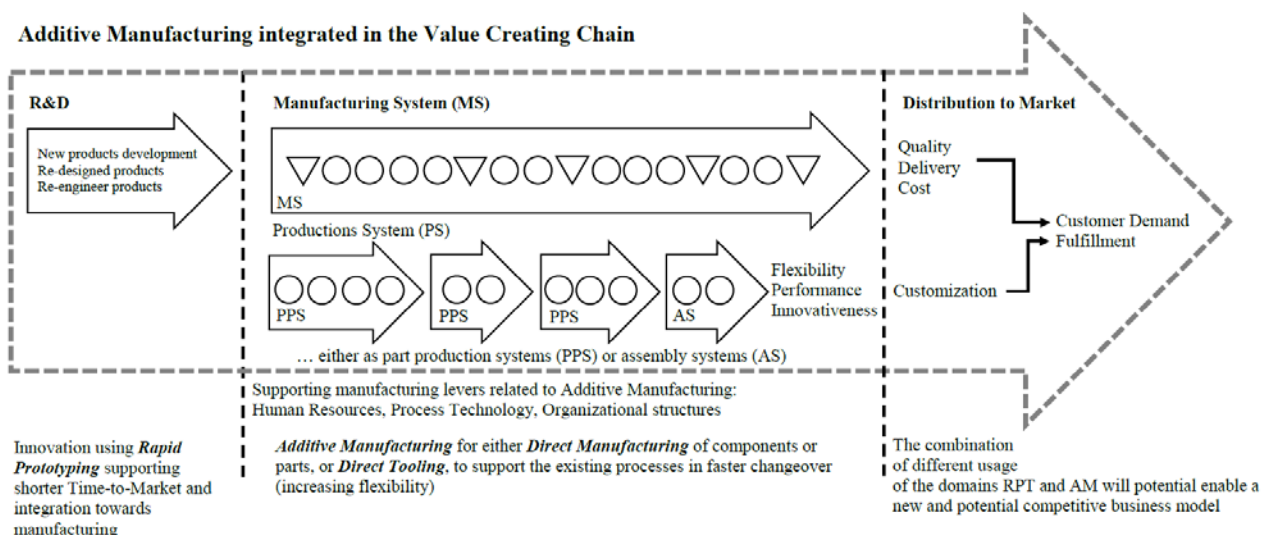 Additive Manufacturing integrated in the Value Creating Chain
R&D
New products development
Re-designed products
Re-engineer products
Manufacturing System (MS)
MS
Productions System (PS)
PPS
PPS
PPS
AS
Flexibility
Performance
Innovativeness
… either as part production systems (PPS) or assembly systems (AS)
Distribution to Market
Quality
Delivery
Cost
Customization
Customer Demand
Fulfillment
Supporting manufacturing levers related to Additive Manufacturing:
Human Resources, Process Technology, Organizational structures
Innovation using Rapid
Prototyping supporting
shorter Time-to-Market and
integration towards
manufacturing
Additive Manufacturing for either Direct Manufacturing of components or
parts, or Direct Tooling, to support the existing processes in faster changeover
(increasing flexibility)
The combination
of different usage
of the domains RPT and AM will potential enable a
new and potential competitive business model